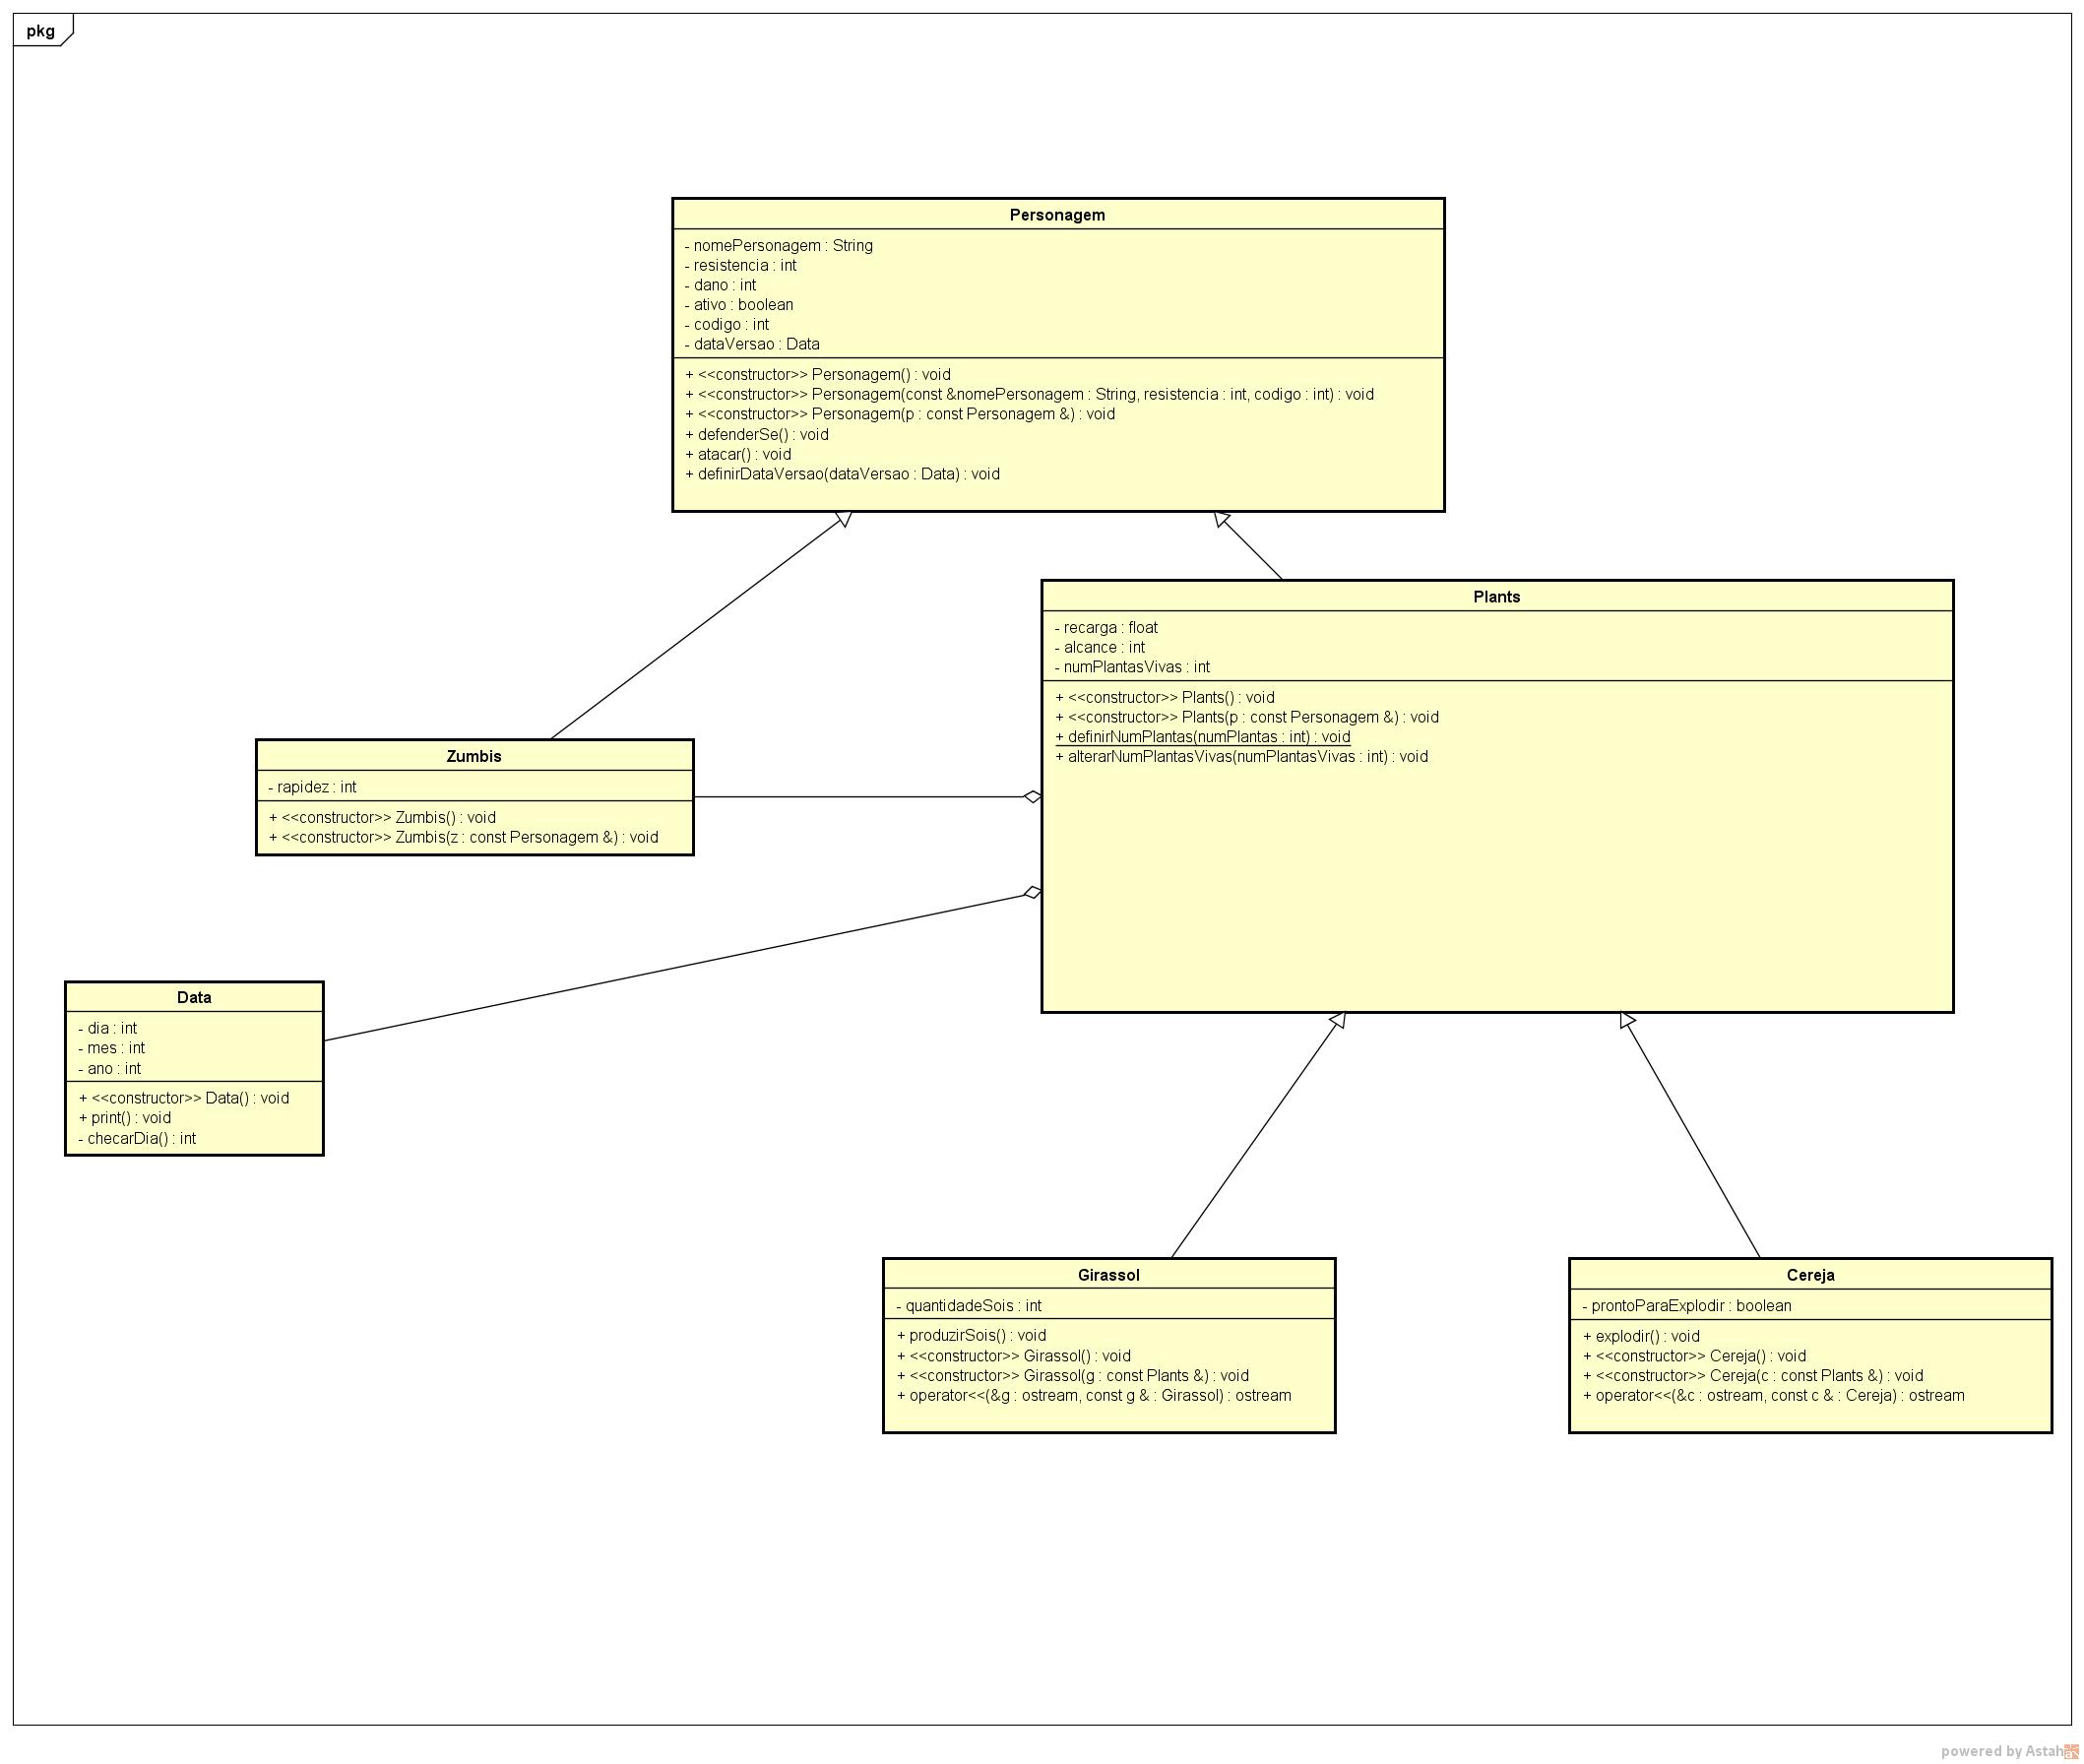 pkg
Personagem
- nomePersonagem : String
- resistencia : int
- dano : int
- ativo : boolean
- codigo : int
- dataVersao : Data
+ <<constructor>> Personagem() : void
+ <<constructor>> Personagem(const &nomePersonagem : String, resistencia : int, codigo : int) : void
+ <<constructor>> Personagem(p : const Personagem &) : void
+ defenderSe() : void
+ atacar() : void
+ definirDataVersao(dataVersao : Data) : void
Plants
- recarga : float
- alcance : int
- numPlantasVivas : int
+ <<constructor>> Plants() : void
+ <<constructor>> Plants(p : const Personagem &) : void
+ definirNumPlantas(numPlantas : int) : void
+ alterarNumPlantasVivas(numPlantasVivas : int) : void
Zumbis
- rapidez : int
+ <<constructor>> Zumbis() : void
+ <<constructor>> Zumbis(z : const Personagem &) : void
Data
- dia : int
- mes : int
- ano : int
+ <<constructor>> Data() : void
+ print() : void
- checarDia() : int
Girassol
- quantidadeSois : int
+ produzirSois() : void
+ <<constructor>> Girassol() : void
+ <<constructor>> Girassol(g : const Plants &) : void
+ operator<<(&g : ostream, const g & : Girassol) : ostream
Cereja
- prontoParaExplodir : boolean
+ explodir() : void
+ <<constructor>> Cereja() : void
+ <<constructor>> Cereja(c : const Plants &) : void
+ operator<<(&c : ostream, const c & : Cereja) : ostream
powered by Astah